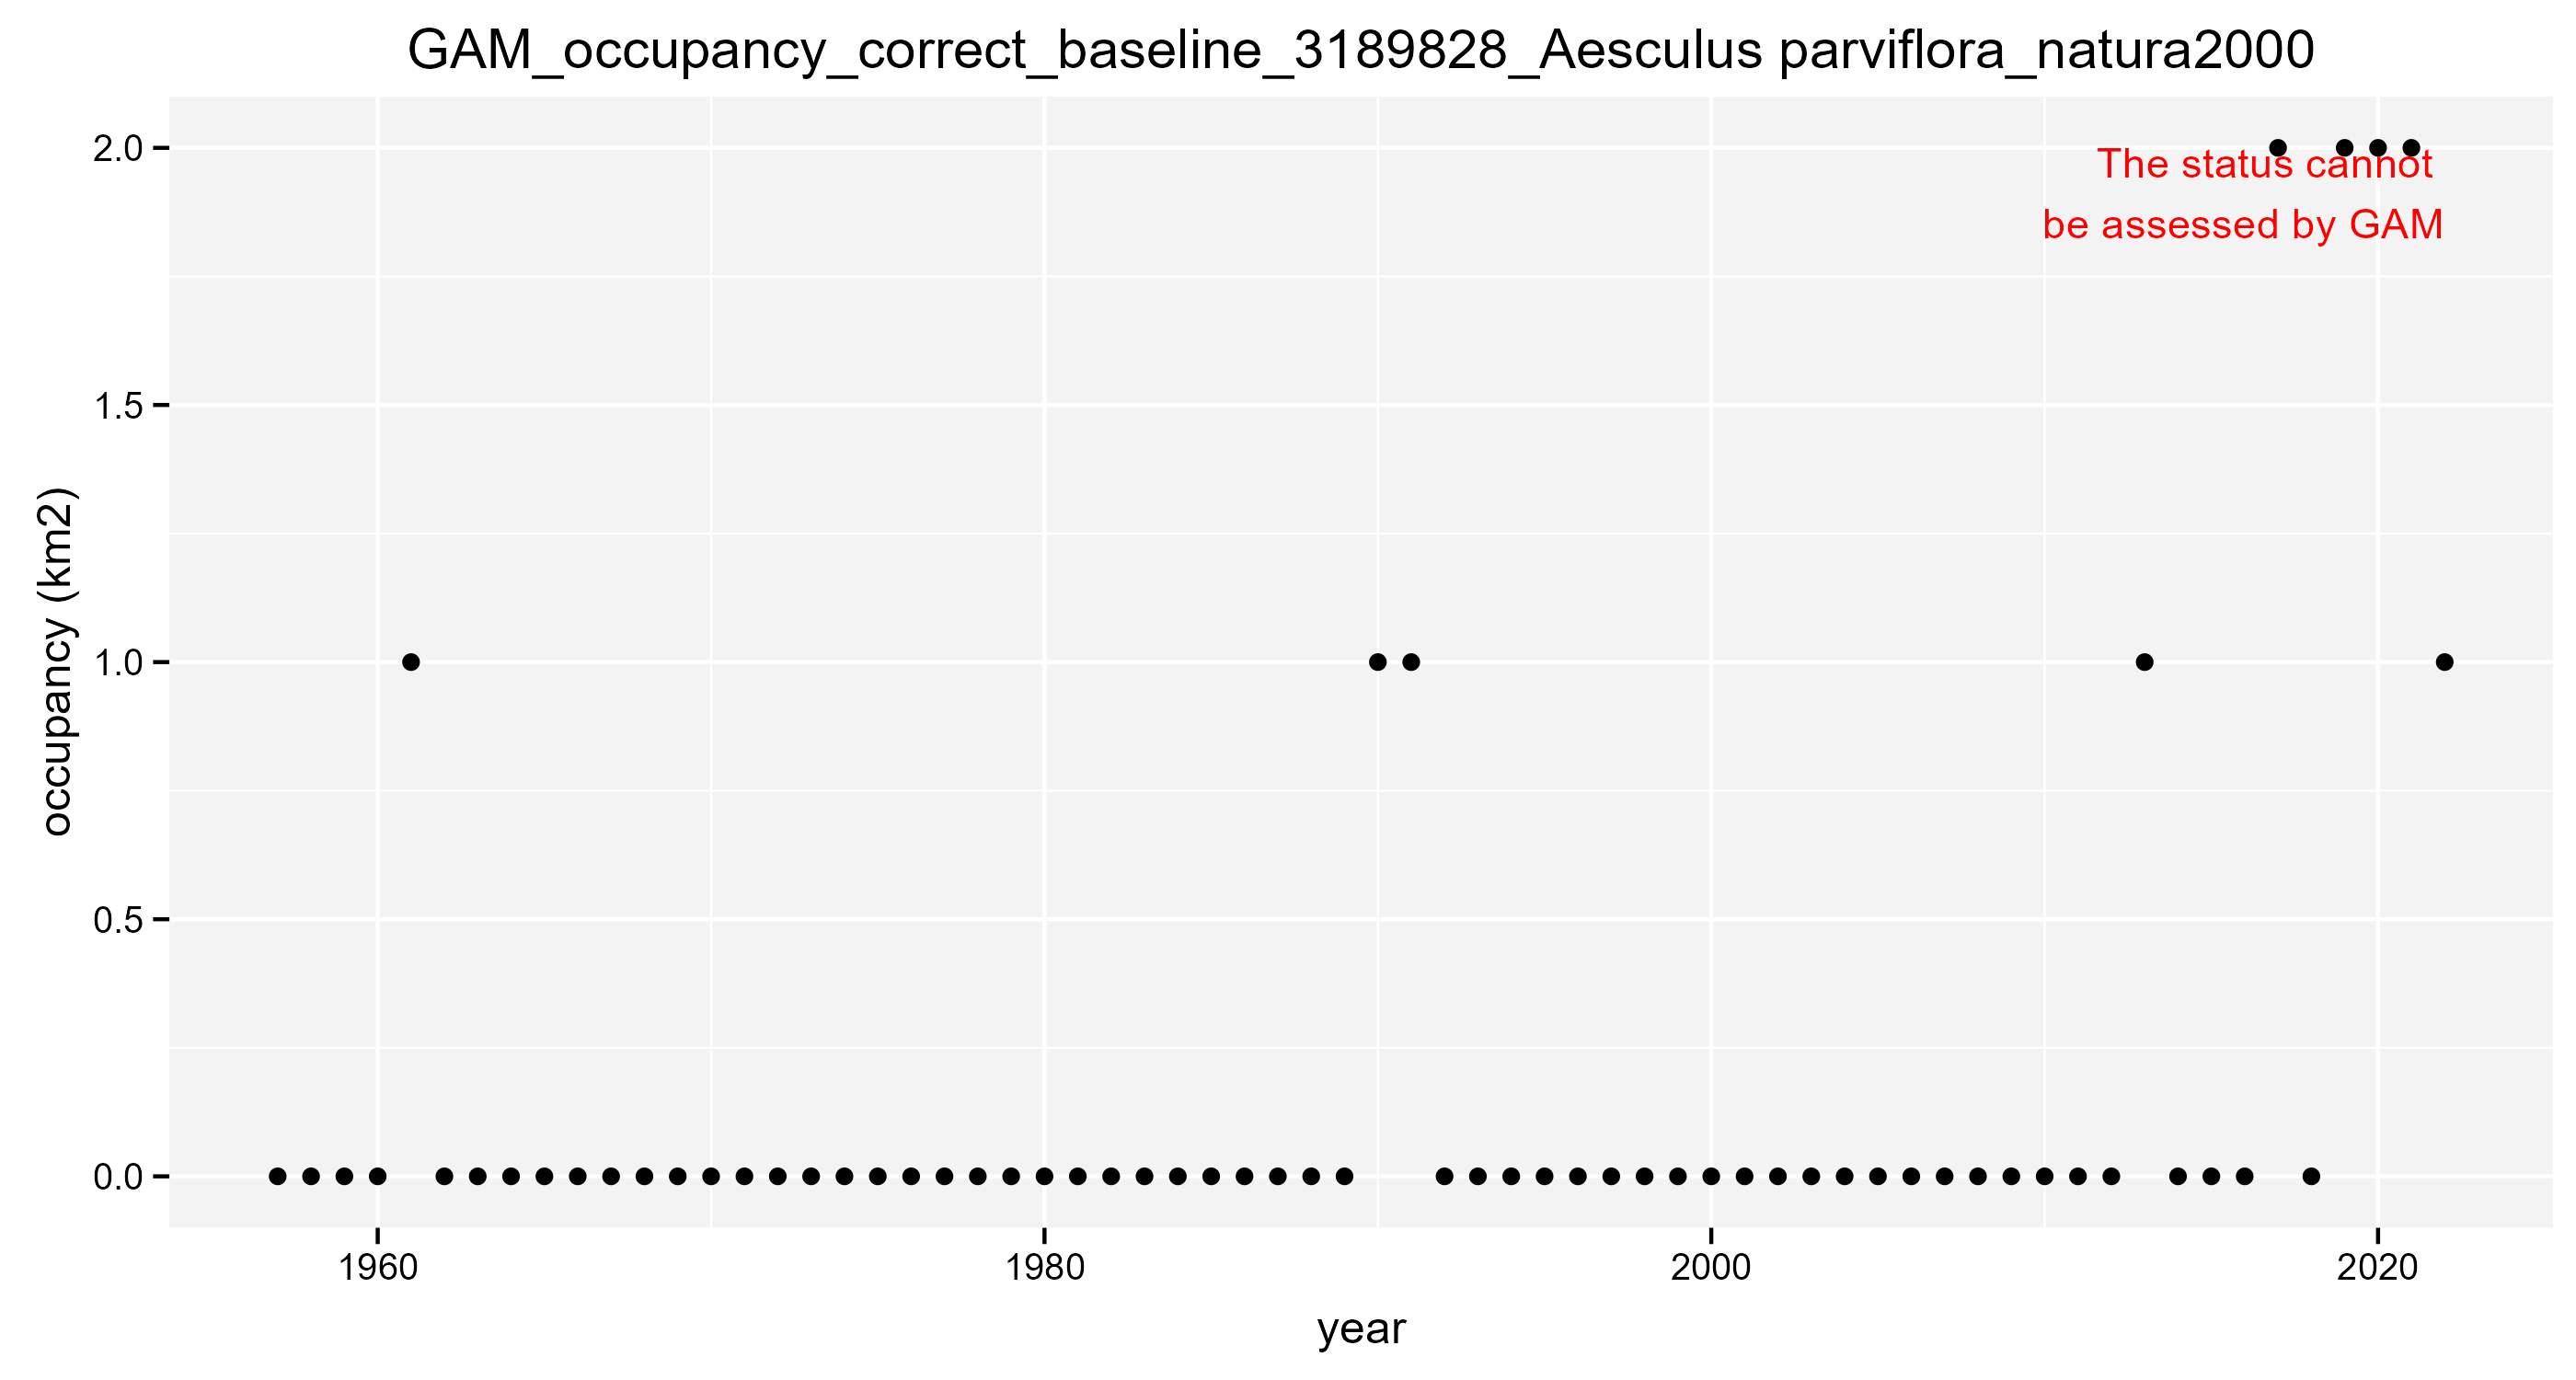 GAM_occupancy_correct_baseline_3189828_Aesculus parviflora_natura2000
2.0
The status cannot
be assessed by GAM
1.5
occupancy (km2)
1.0
0.5
0.0
1960 1980 2000 2020
year